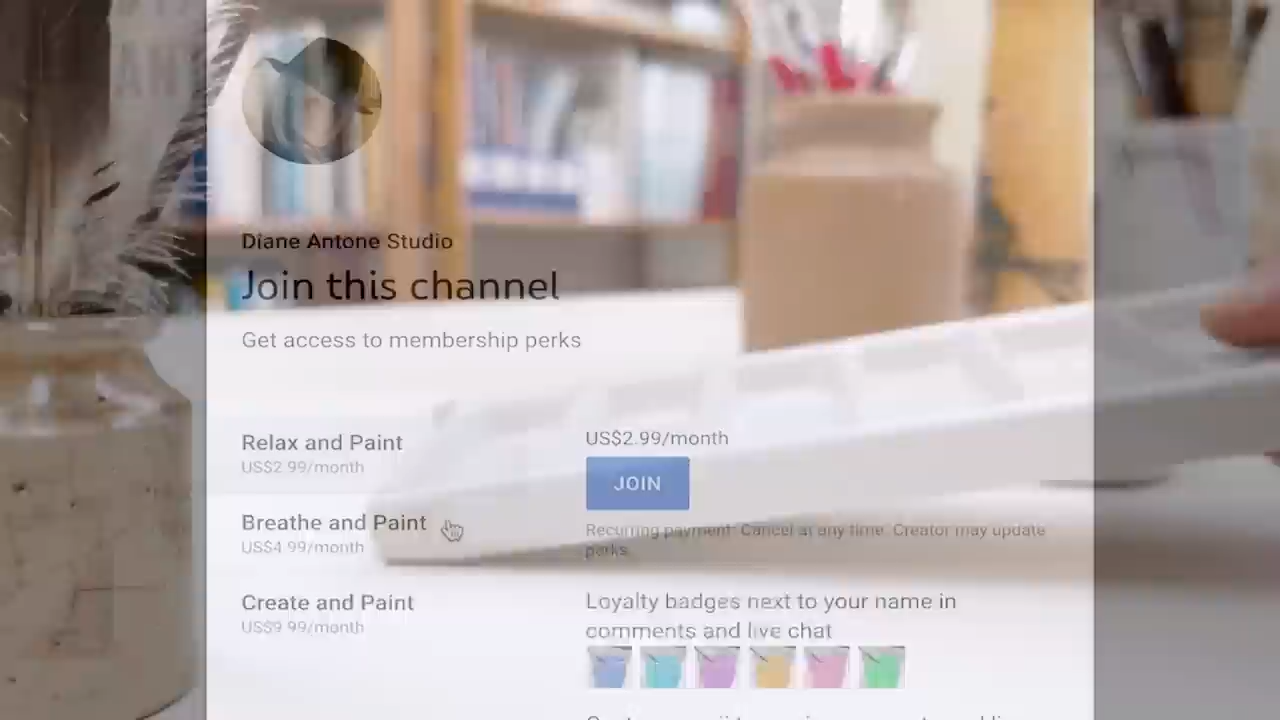 Diane Antone Studio
Join this channel
Get access to membership perks
Relax and Paint
US$2.99/month
Breathe and Paint
US$4.99/month
Create and Paint
US$9.99/month
US$2.99/month
JOIN
Recurring payment. Cancel at any time. Creator may update
perks.
Loyalty badges next to your name in
comments and live chat